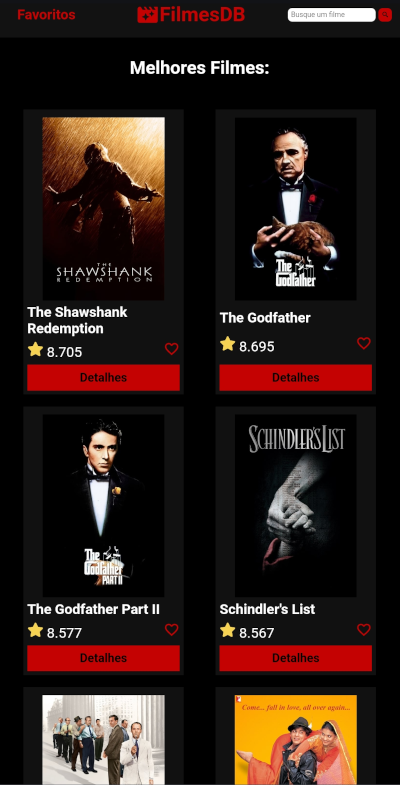 Favoritos
FilmesDB
Busque um filme
Melhores Filmes:
THE
SHAWSHANK
REDEMPTION
The Shawshank
Redemption
8.705
Detalhes
The
Godfather
The Godfather
8.695
Detalhes
The
Godfather
PART II
The Godfather Part II
8.577
Detalhes
SCHINDLER'S LIST
Schindler's List
8.567
Detalhes
Come... fall in love, all over again...